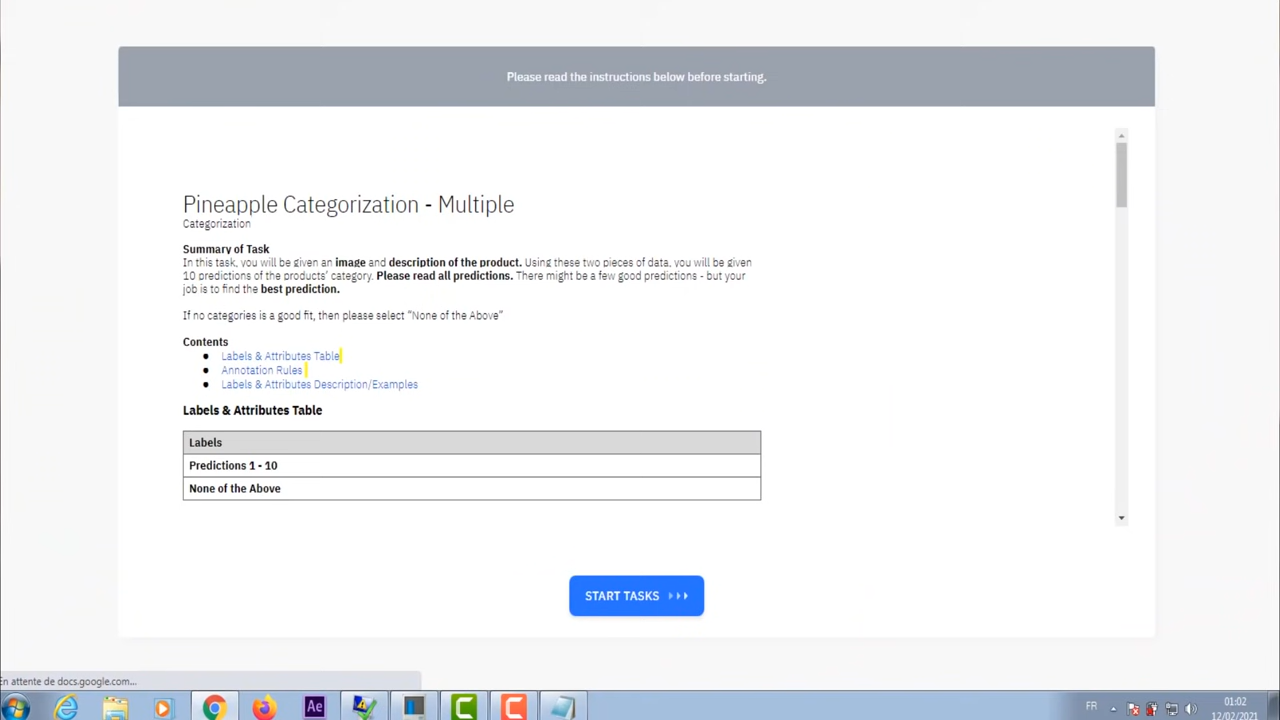 Please read the instructions below before starting.
Pineapple Categorization - Multiple
Categorization
Summary of Task
In this task, you will be given an image and description of the product. Using these two pieces of data, you will be given
10 predictions of the products' category. Please read all predictions. There might be a few good predictions - but your
job is to find the best prediction.
If no categories is a good fit, then please select "None of the Above"
Contents
● Labels & Attributes Table
● Annotation Rules
● Labels & Attributes Description/Examples
Labels & Attributes Table
Labels
Predictions 1 - 10
None of the Above
START TASKS
En attente de docs.google.com...
Ae
FR
01:02
12/02/2021